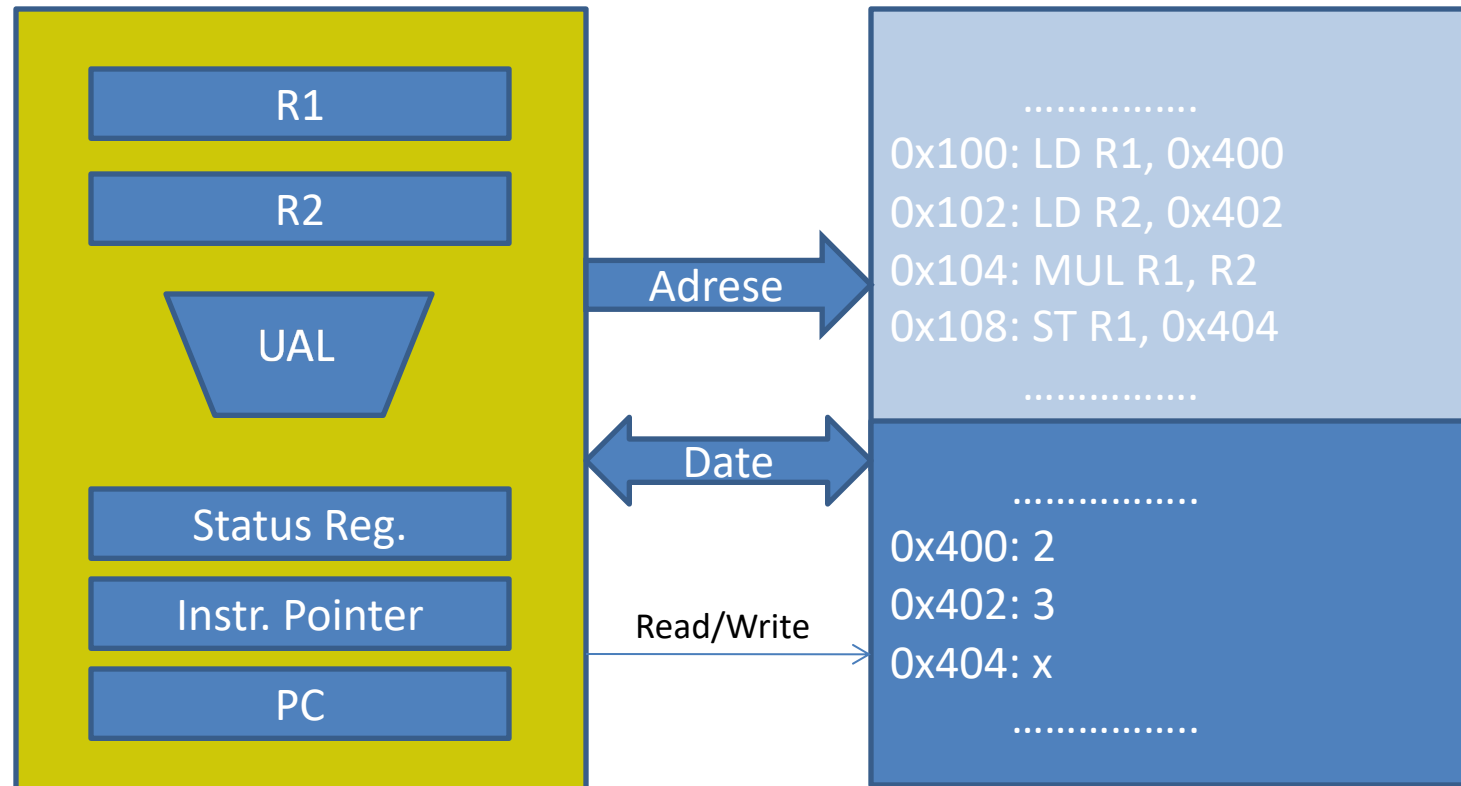 R1
R2
UAL
Status Reg.
Instr. Pointer
PC
Adrese
Date
Read/Write
................
0x100: LD R1, 0x400
0x102: LD R2, 0x402
0x104: MUL R1, R2
0x108: ST R1, 0x404
................
.................
0x400: 2
0x402: 3
0x404: x
.................